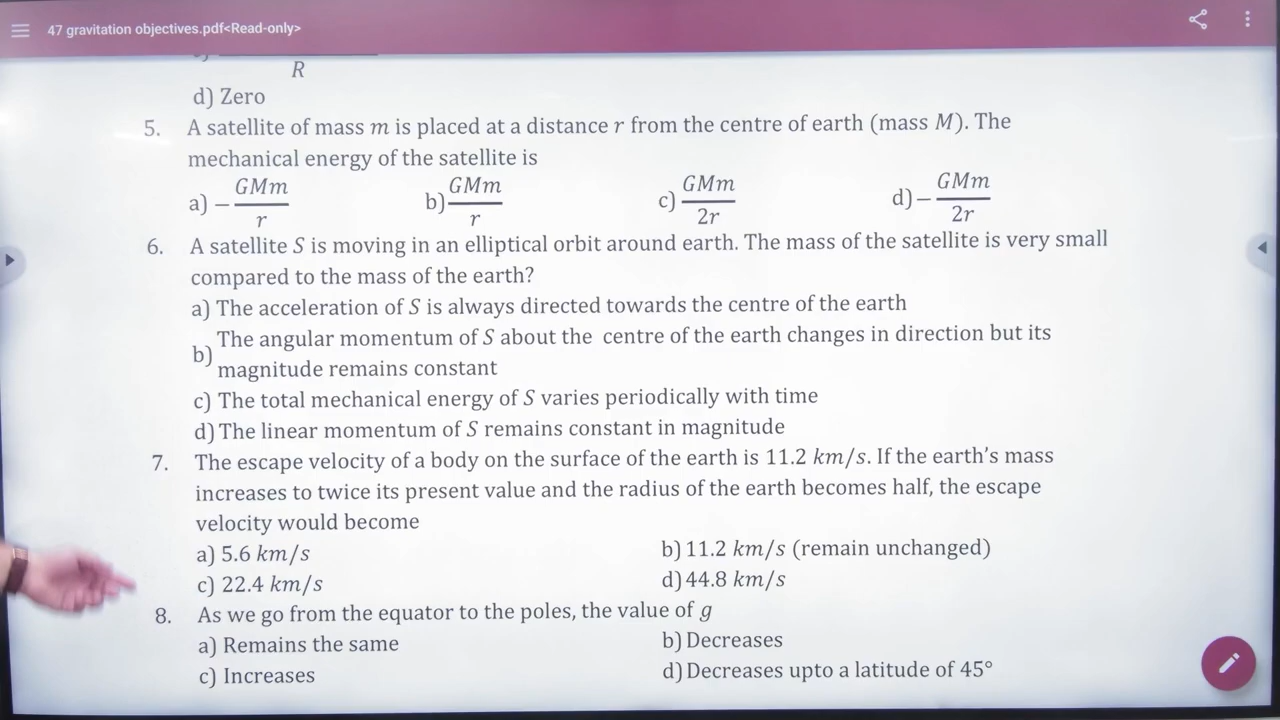 47 gravitation objectives.pdf<Read-only>
R
d) Zero
5. A satellite of mass m is placed at a distance r from the centre of earth (mass M). The
mechanical energy of the satellite is
a) −GMm/r b) GMm/r c) GMm/2r d) −GMm/2r
6. A satellite S is moving in an elliptical orbit around earth. The mass of the satellite is very small
compared to the mass of the earth?
a) The acceleration of S is always directed towards the centre of the earth
b) The angular momentum of S about the centre of the earth changes in direction but its
magnitude remains constant
c) The total mechanical energy of S varies periodically with time
d) The linear momentum of S remains constant in magnitude
7. The escape velocity of a body on the surface of the earth is 11.2 km/s. If the earth's mass
increases to twice its present value and the radius of the earth becomes half, the escape
velocity would become
a) 5.6 km/s b) 11.2 km/s (remain unchanged)
c) 22.4 km/s d) 44.8 km/s
8. As we go from the equator to the poles, the value of g
a) Remains the same b) Decreases
c) Increases d) Decreases upto a latitude of 45°